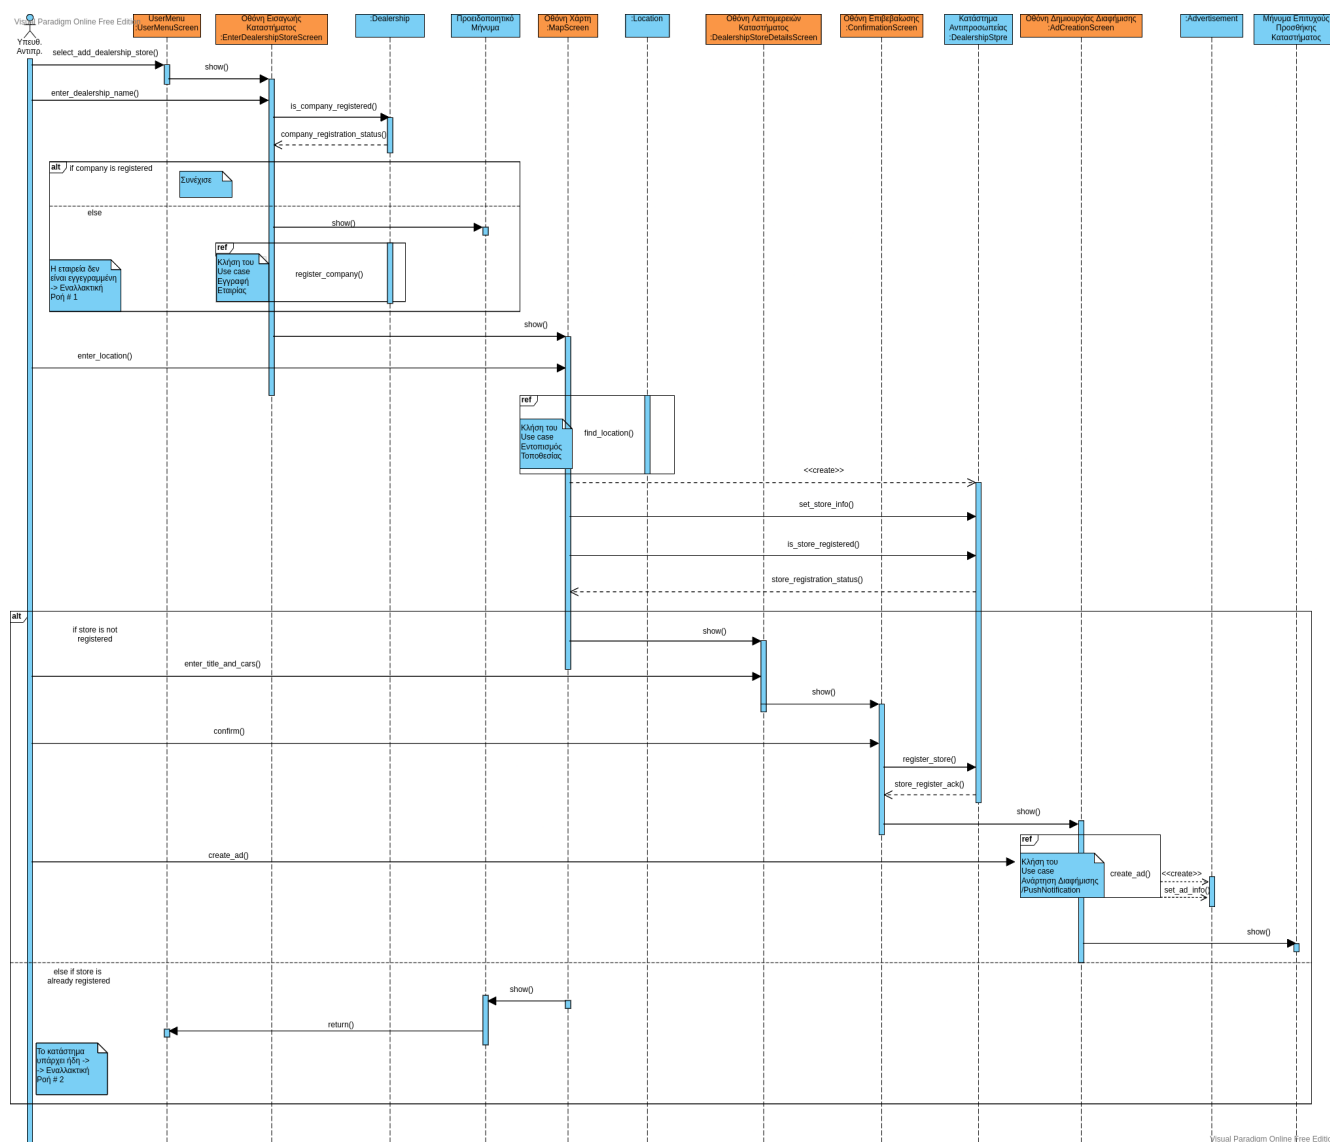 Visual Paradigm Online Free Edition
Υπευθ.
Αντιπρ.
UserMenu
:UserMenuScreen
Οθόνη Εισαγωγής
Καταστήματος
:EnterDealershipStoreScreen
:Dealership
Προειδοποιητικό
Μήνυμα
Οθόνη Χάρτη
:MapScreen
:Location
Οθόνη Λεπτομερειών
Καταστήματος
:DealershipStoreDetailsScreen
Οθόνη Επιβεβαίωσης
:ConfirmationScreen
Κατάστημα
Αντιπροσωπείας
:DealershipStpre
Οθόνη Δημιουργίας Διαφήμισης
:AdCreationScreen
:Advertisement
Μήνυμα Επιτυχούς
Προσθήκης
Καταστήματος
select_add_dealership_store()
show()
enter_dealership_name()
is_company_registered()
company_registration_status()
alt
if company is registered
Συνέχισε
else
show()
ref
Κλήση του
Use case
Εγγραφή
Εταιρίας
register_company()
Η εταιρεία δεν
είναι εγγεγραμμένη
-> Εναλλακτική
Ροή # 1
show()
enter_location()
ref
Κλήση του
Use case
Εντοπισμός
Τοποθεσίας
find_location()
<<create>>
set_store_info()
is_store_registered()
store_registration_status()
alt
if store is not
registered
show()
enter_title_and_cars()
show()
confirm()
register_store()
store_register_ack()
show()
ref
create_ad()
Κλήση του
Use case
Ανάρτηση Διαφήμισης
/PushNotification
create_ad()
<<create>>
set_ad_info()
show()
else if store is
already registered
show()
return()
Το κατάστημα
υπάρχει ήδη ->
-> Εναλλακτική
Ροή # 2
Visual Paradigm Online Free Editi